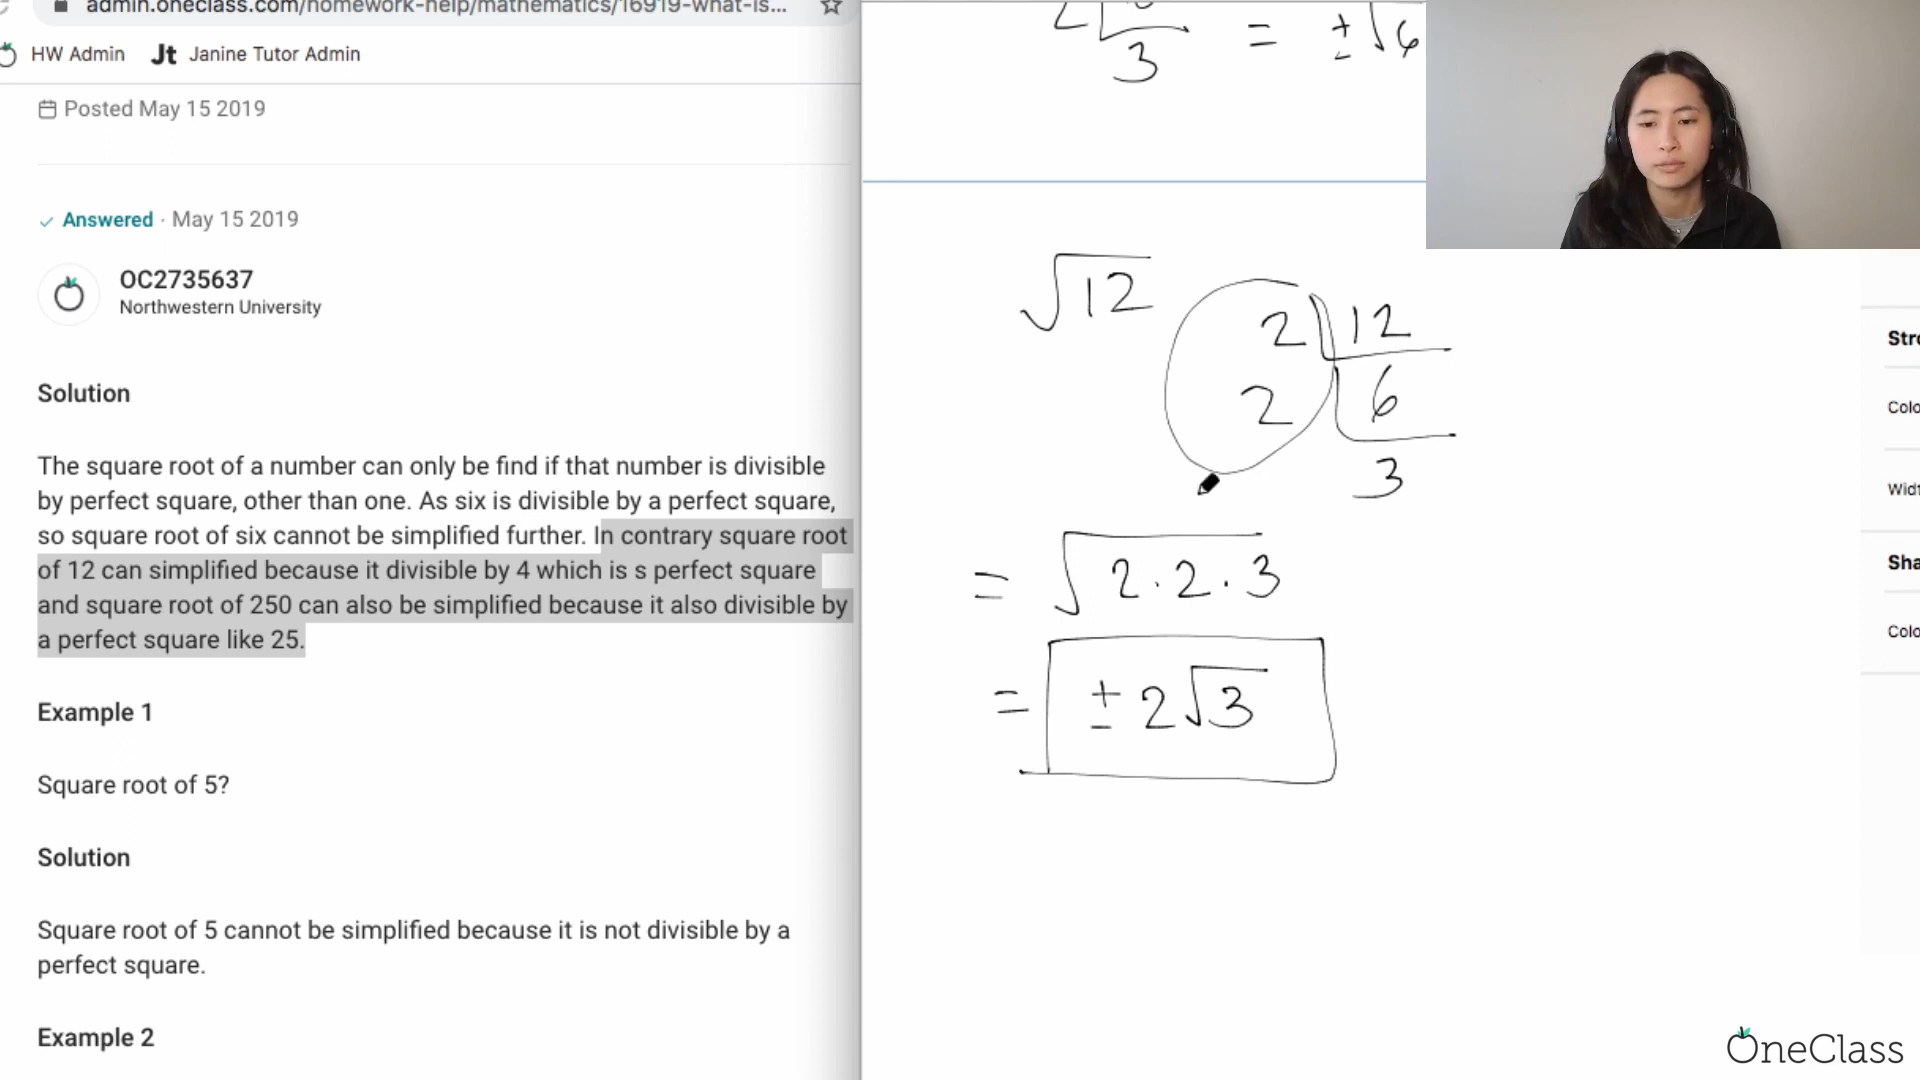 admin.oneclass.com/homework-help/mathematics/16919-what-is...
HW Admin Jt Janine Tutor Admin
Posted May 15 2019
Answered · May 15 2019
OC2735637
Northwestern University
Solution
The square root of a number can only be find if that number is divisible
by perfect square, other than one. As six is divisible by a perfect square,
so square root of six cannot be simplified further. In contrary square root
of 12 can simplified because it divisible by 4 which is s perfect square
and square root of 250 can also be simplified because it also divisible by
a perfect square like 25.
Example 1
Square root of 5?
Solution
Square root of 5 cannot be simplified because it is not divisible by a
perfect square.
Example 2
3 = ±√6
√12
2 12
2 6
3
= √2·2·3
= ±2√3
OneClass